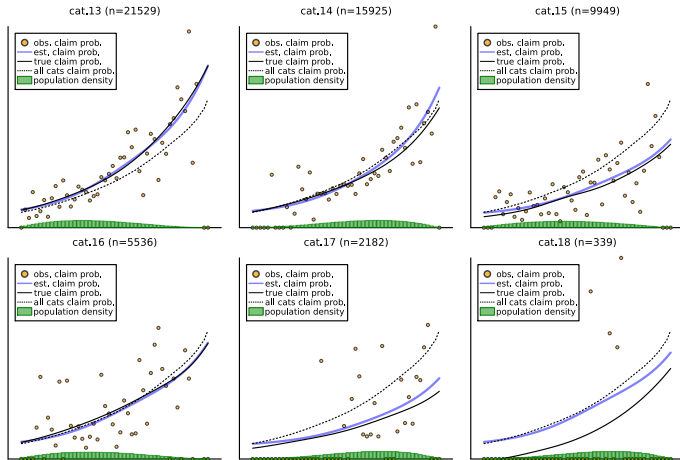 cat.13 (n=21529)
obs. claim prob.
est. claim prob.
true claim prob.
all cats claim prob.
population density
cat.14 (n=15925)
obs. claim prob.
est. claim prob.
true claim prob.
all cats claim prob.
population density
cat.15 (n=9949)
obs. claim prob.
est. claim prob.
true claim prob.
all cats claim prob.
population density
cat.16 (n=5536)
obs. claim prob.
est. claim prob.
true claim prob.
all cats claim prob.
population density
cat.17 (n=2182)
obs. claim prob.
est. claim prob.
true claim prob.
all cats claim prob.
population density
cat.18 (n=339)
obs. claim prob.
est. claim prob.
true claim prob.
all cats claim prob.
population density